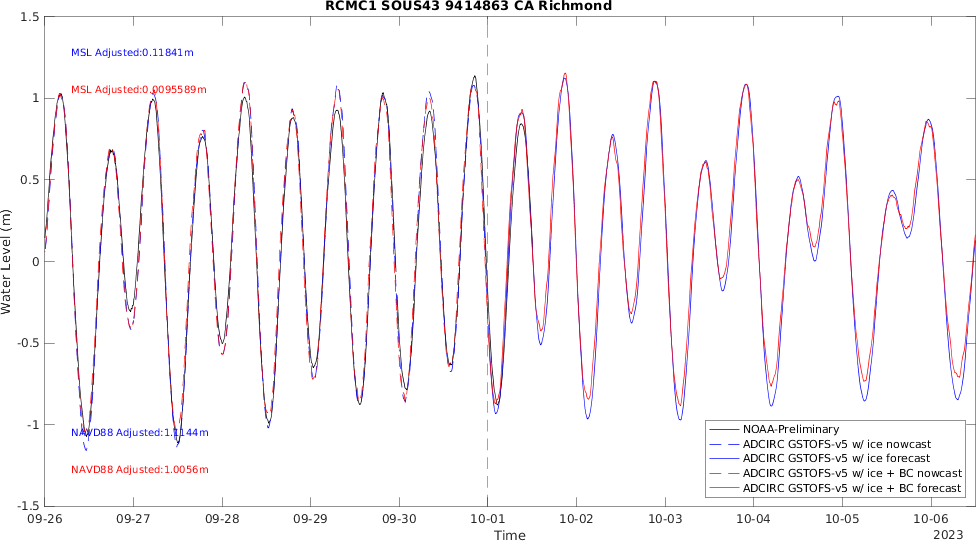 RCMC1 SOUS43 9414863 CA Richmond
1.5
1
0.5
0
-0.5
-1
-1.5
Water Level (m)
MSL Adjusted:0.11841m
MSL Adjusted:0.0095589m
NAVD88 Adjusted:1.1144m
NAVD88 Adjusted:1.0056m
NOAA-Preliminary
ADCIRC GSTOFS-v5 w/ ice nowcast
ADCIRC GSTOFS-v5 w/ ice forecast
ADCIRC GSTOFS-v5 w/ ice + BC nowcast
ADCIRC GSTOFS-v5 w/ ice + BC forecast
09-26 09-27 09-28 09-29 09-30 10-01 10-02 10-03 10-04 10-05 10-06
Time
2023